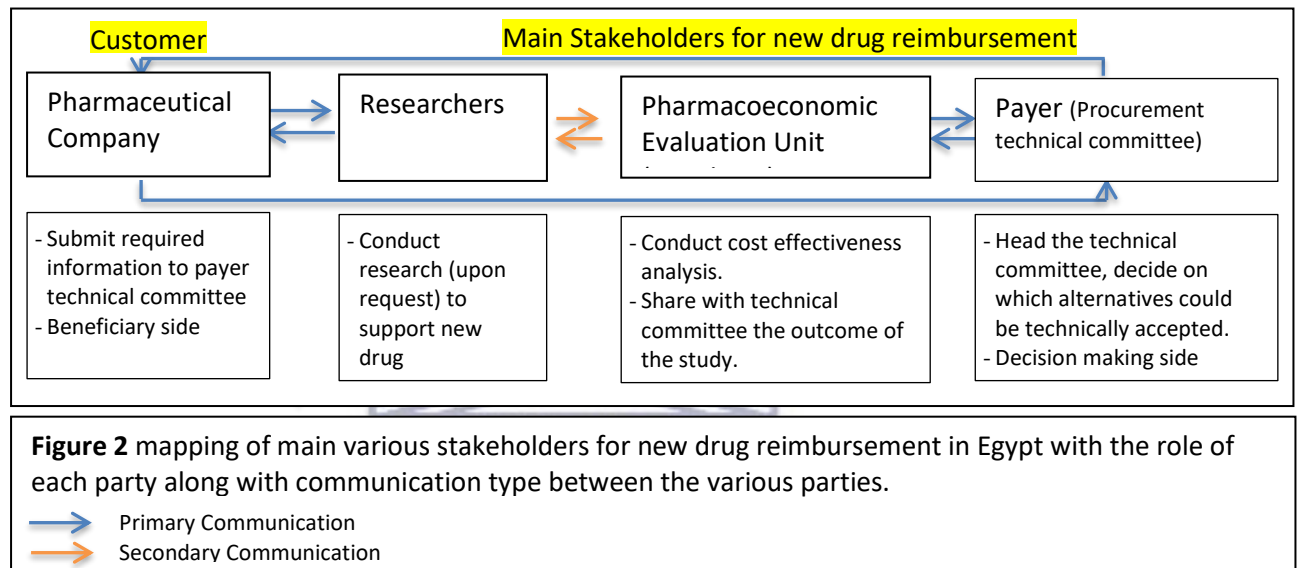 Customer
Main Stakeholders for new drug reimbursement
Pharmaceutical
Company
Researchers
Pharmacoeconomic
Evaluation Unit
Payer (Procurement
technical committee)
- Submit required
information to payer
technical committee
- Beneficiary side
- Conduct
research (upon
request) to
support new
drug
- Conduct cost effectiveness
analysis.
- Share with technical
committee the outcome of
the study.
- Head the technical
committee, decide on
which alternatives could
be technically accepted.
- Decision making side
Figure 2 mapping of main various stakeholders for new drug reimbursement in Egypt with the role of
each party along with communication type between the various parties.
Primary Communication
Secondary Communication